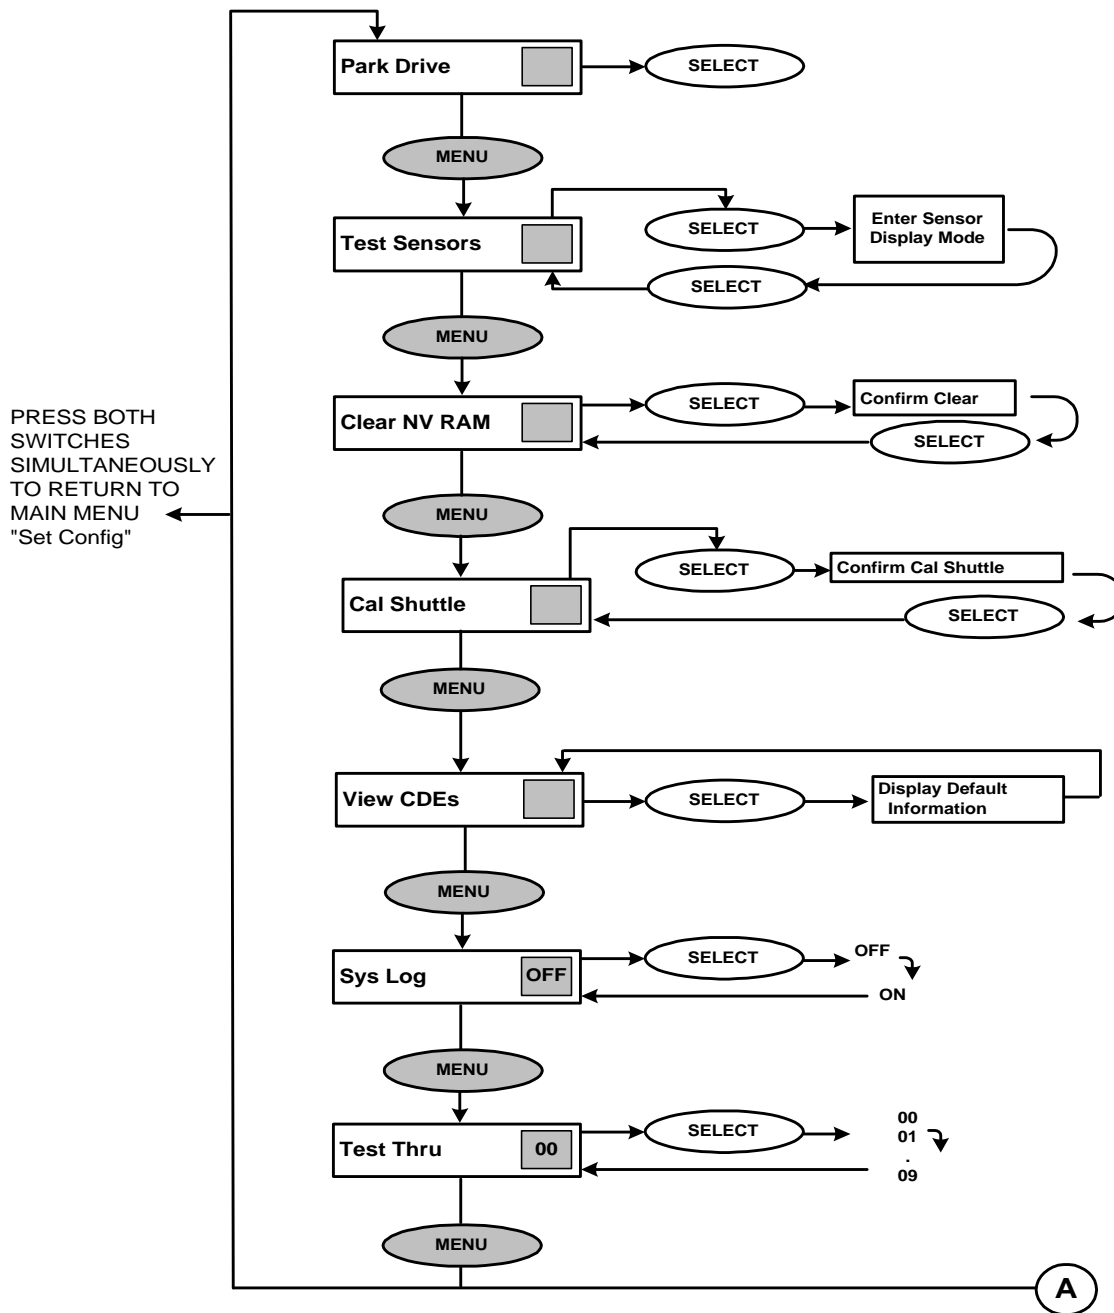 Park Drive
SELECT
MENU
Test Sensors
SELECT
Enter Sensor
Display Mode
SELECT
MENU
Clear NV RAM
SELECT
Confirm Clear
SELECT
PRESS BOTH
SWITCHES
SIMULTANEOUSLY
TO RETURN TO
MAIN MENU
"Set Config"
MENU
Cal Shuttle
SELECT
Confirm Cal Shuttle
SELECT
MENU
View CDEs
SELECT
Display Default
Information
MENU
Sys Log
OFF
SELECT
OFF
ON
MENU
Test Thru
00
SELECT
00
01
.
09
MENU
A